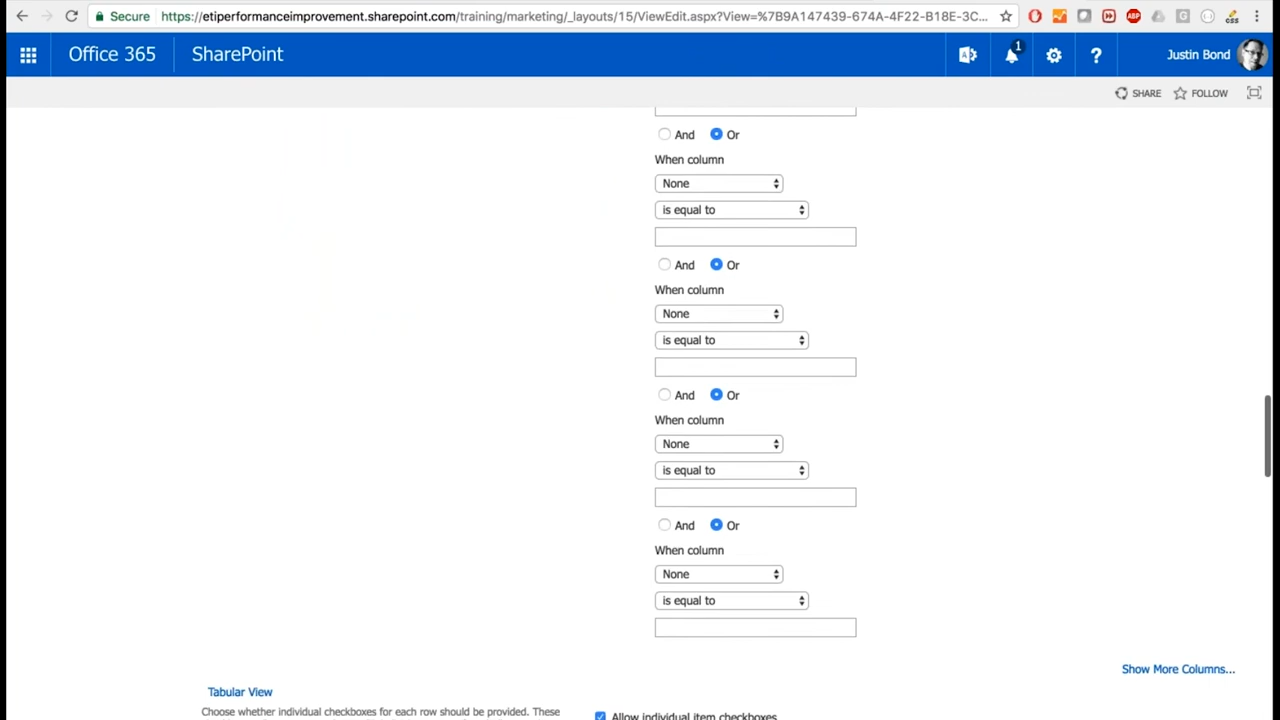 Secure https://etiperformanceimprovement.sharepoint.com/training/marketing/_layouts/15/ViewEdit.aspx?View=%7B9A147439-674A-4F22-B18E-3C...
ABP
Office 365 SharePoint 1 ? Justin Bond
SHARE FOLLOW
And Or
When column
None
is equal to
And Or
When column
None
is equal to
And Or
When column
None
is equal to
And Or
When column
None
is equal to
Show More Columns...
Tabular View
Choose whether individual checkboxes for each row should be provided. These
Allow individual item checkboxes